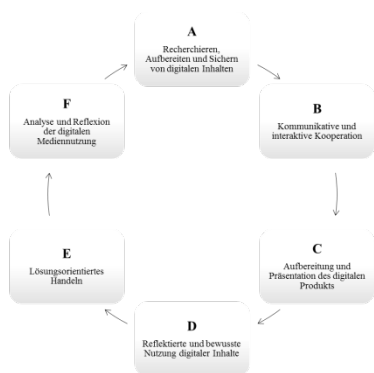 A
Recherchieren,
Aufbereiten und Sichern
von digitalen Inhalten
B
Kommunikative und
interaktive Kooperation
C
Aufbereitung und
Präsentation des digitalen
Produkts
D
Reflektierte und bewusste
Nutzung digitaler Inhalte
E
Lösungsorientiertes
Handeln
F
Analyse und Reflexion
der digitalen
Mediennutzung